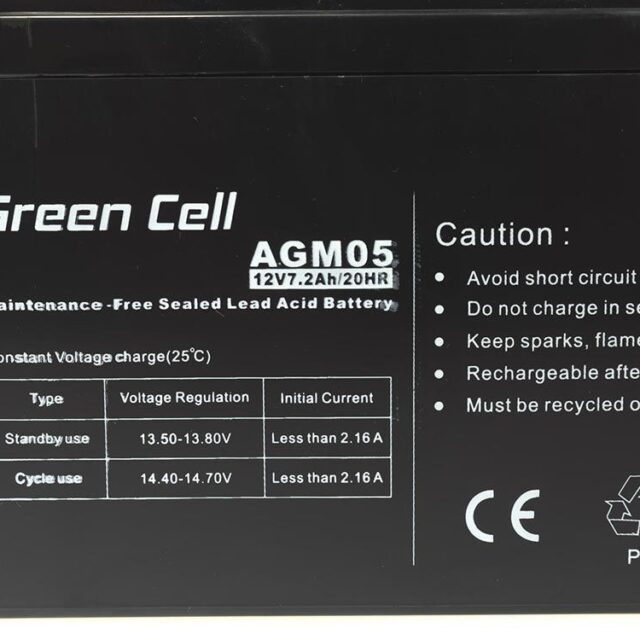 Green Cell
AGM05
12V7.2Ah/20HR
aintenance-Free Sealed Lead Acid Battery
onstant Voltage charge(25℃)
Type Voltage Regulation Initial Current
Standby use 13.50-13.80V Less than 2.16A
Cycle use 14.40-14.70V Less than 2.16A
Caution :
• Avoid short circuit
• Do not charge in se
• Keep sparks, flame
• Rechargeable afte
• Must be recycled o
CE
P